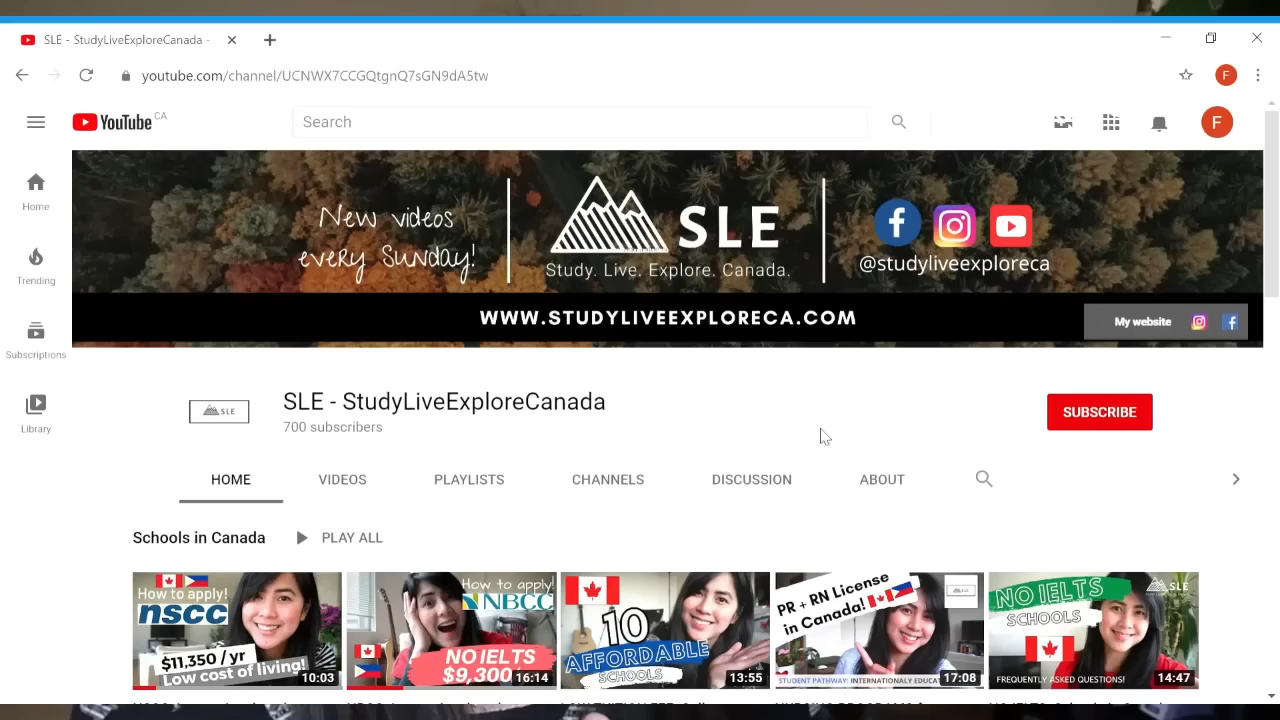 SLE - StudyLiveExploreCanada -
youtube.com/channel/UCNWX7CCGQtgnQ7sGN9dA5tw
F
YouTube CA
Search
F
Home
Trending
Subscriptions
Library
New videos
every Sunday!
SLE
Study. Live. Explore. Canada.
@studyliveexploreca
WWW.STUDYLIVEEXPLORECA.COM
My website
SLE
SLE - StudyLiveExploreCanada
700 subscribers
SUBSCRIBE
HOME VIDEOS PLAYLISTS CHANNELS DISCUSSION ABOUT
Schools in Canada PLAY ALL
How to apply!
nscc
$11,350 / yr
Low cost of living!
10:03
How to apply!
NBCC
NO IELTS
$9,300
16:14
10
AFFORDABLE
SCHOOLS
13:55
PR + RN License
in Canada!
STUDENT PATHWAY: INTERNATIONALY EDUCA
17:08
NO IELTS
SCHOOLS
SLE
FREQUENTLY ASKED QUESTIONS!
14:47